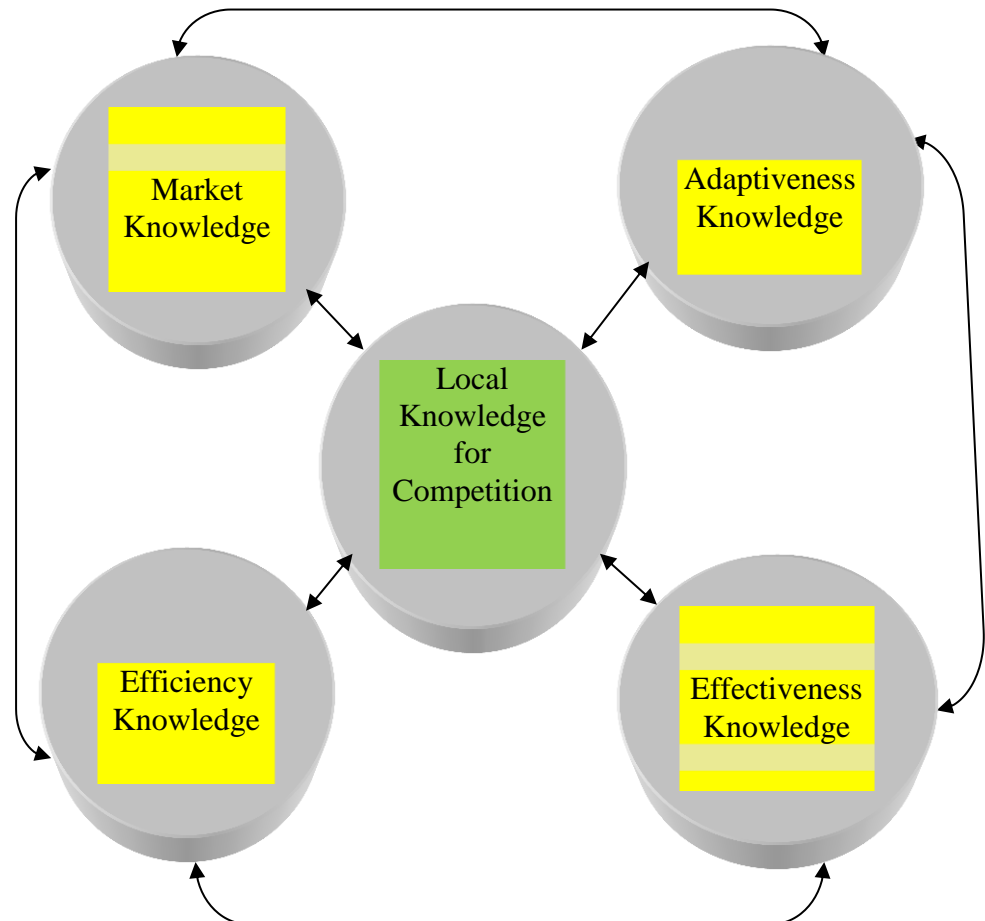 Market
Knowledge
Adaptiveness
Knowledge
Local
Knowledge
for
Competition
Efficiency
Knowledge
Effectiveness
Knowledge